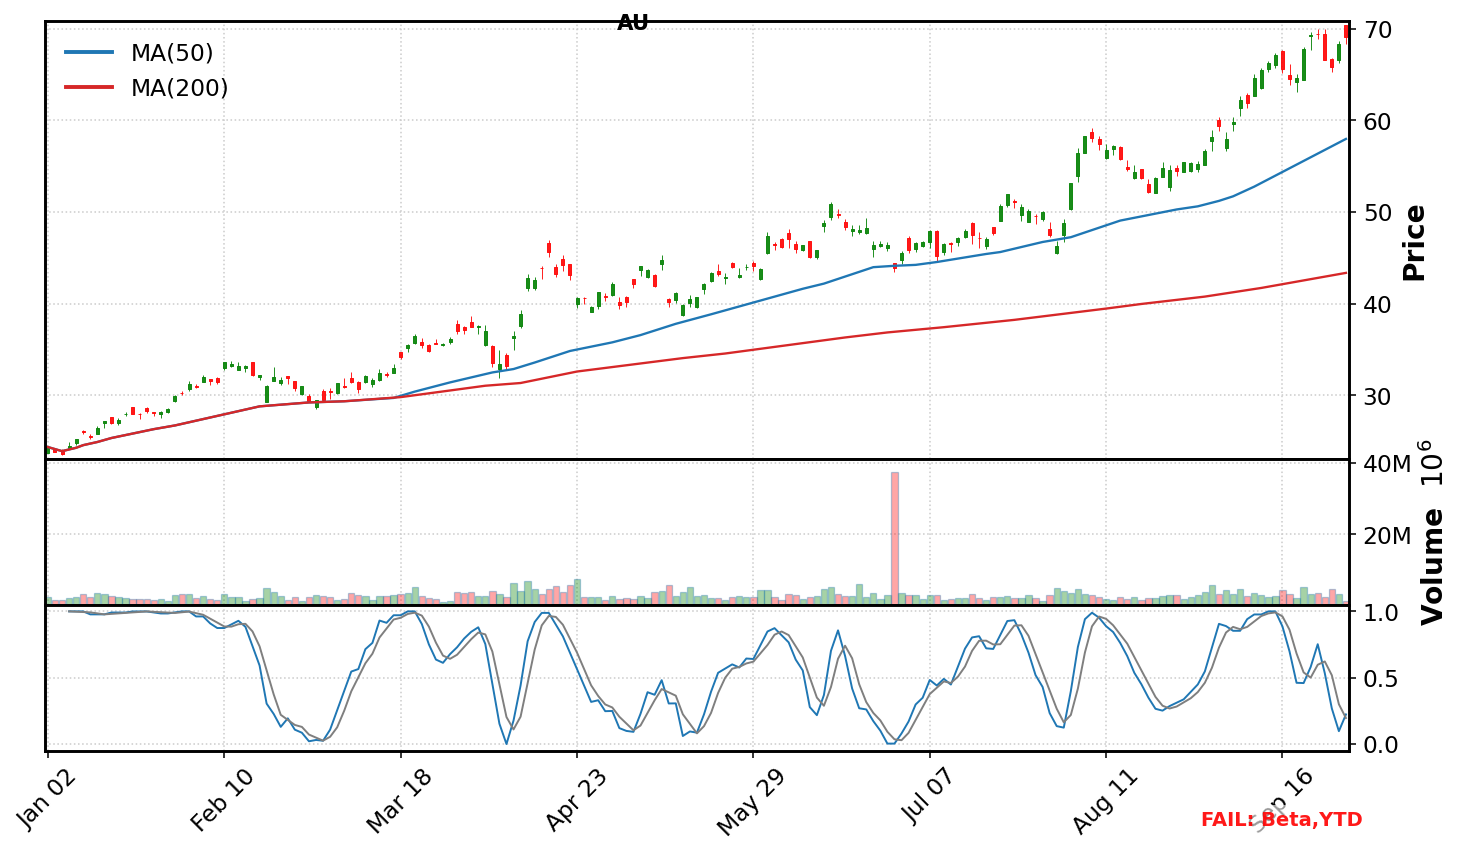 AU
MA(50)
MA(200)
70
60
50
40
30
Price
40M
20M
Volume 10^6
1.0
0.5
0.0
Jan 02
Feb 10
Mar 18
Apr 23
May 29
Jul 07
Aug 11
Sep 16
FAIL: Beta,YTD